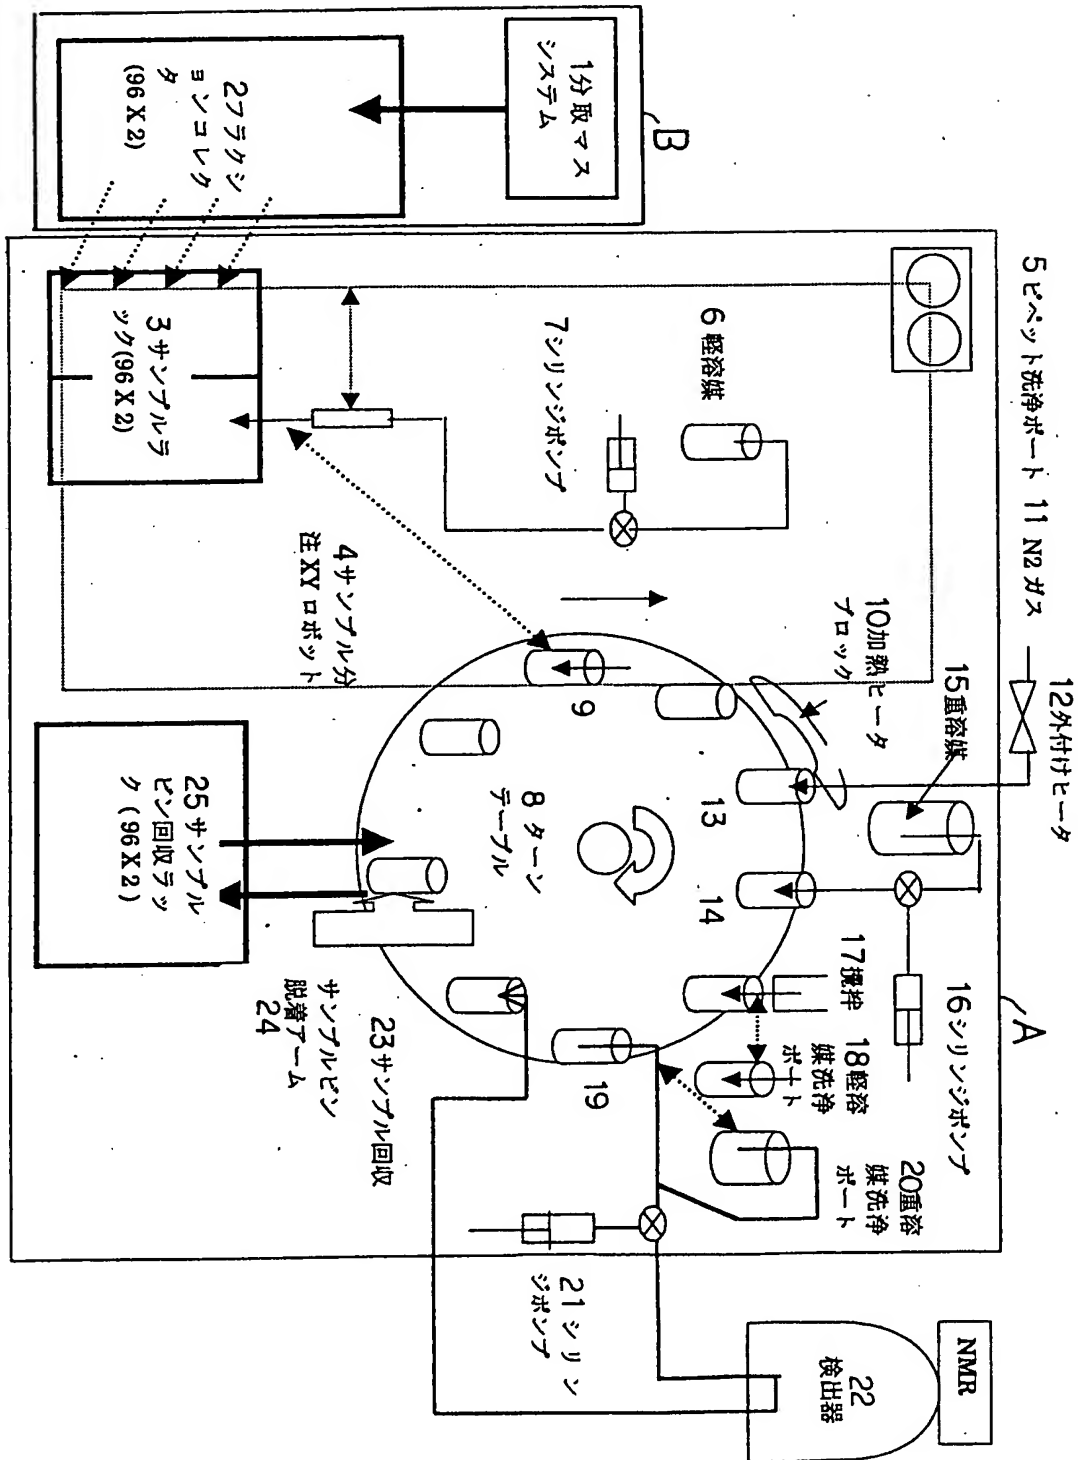 B
1分取マス
システム
2フラクシ
ョンコレク
タ
(96 X 2)
3サンプルラ
ック(96 X 2)
5ピペット洗浄ポート
11 N2 ガス
12外付けヒータ
6 軽溶媒
7シリンジポンプ
4サンプル分
注 XY ロボット
10加熱ヒータ
ブロック
15重溶媒
9
13
14
8 ターン
テーブル
A
16シリンジポンプ
17撹拌
18軽溶
媒洗浄
ポート
19
20重溶
媒洗浄
ポート
25サンプル
ビン回収ラッ
ク (96 X 2)
23サンプル回収
サンプルビン
脱着アーム
24
21シリン
ジポンプ
22
検出器
NMR